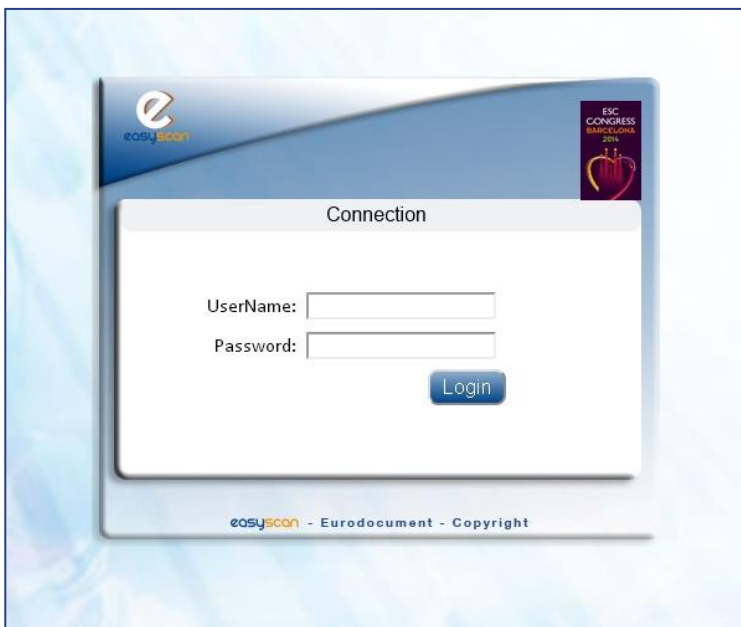 easyscan
ESC
CONGRESS
BARCELONA
2014
Connection
UserName:
Password:
Login
easyscan - Eurodocument - Copyright